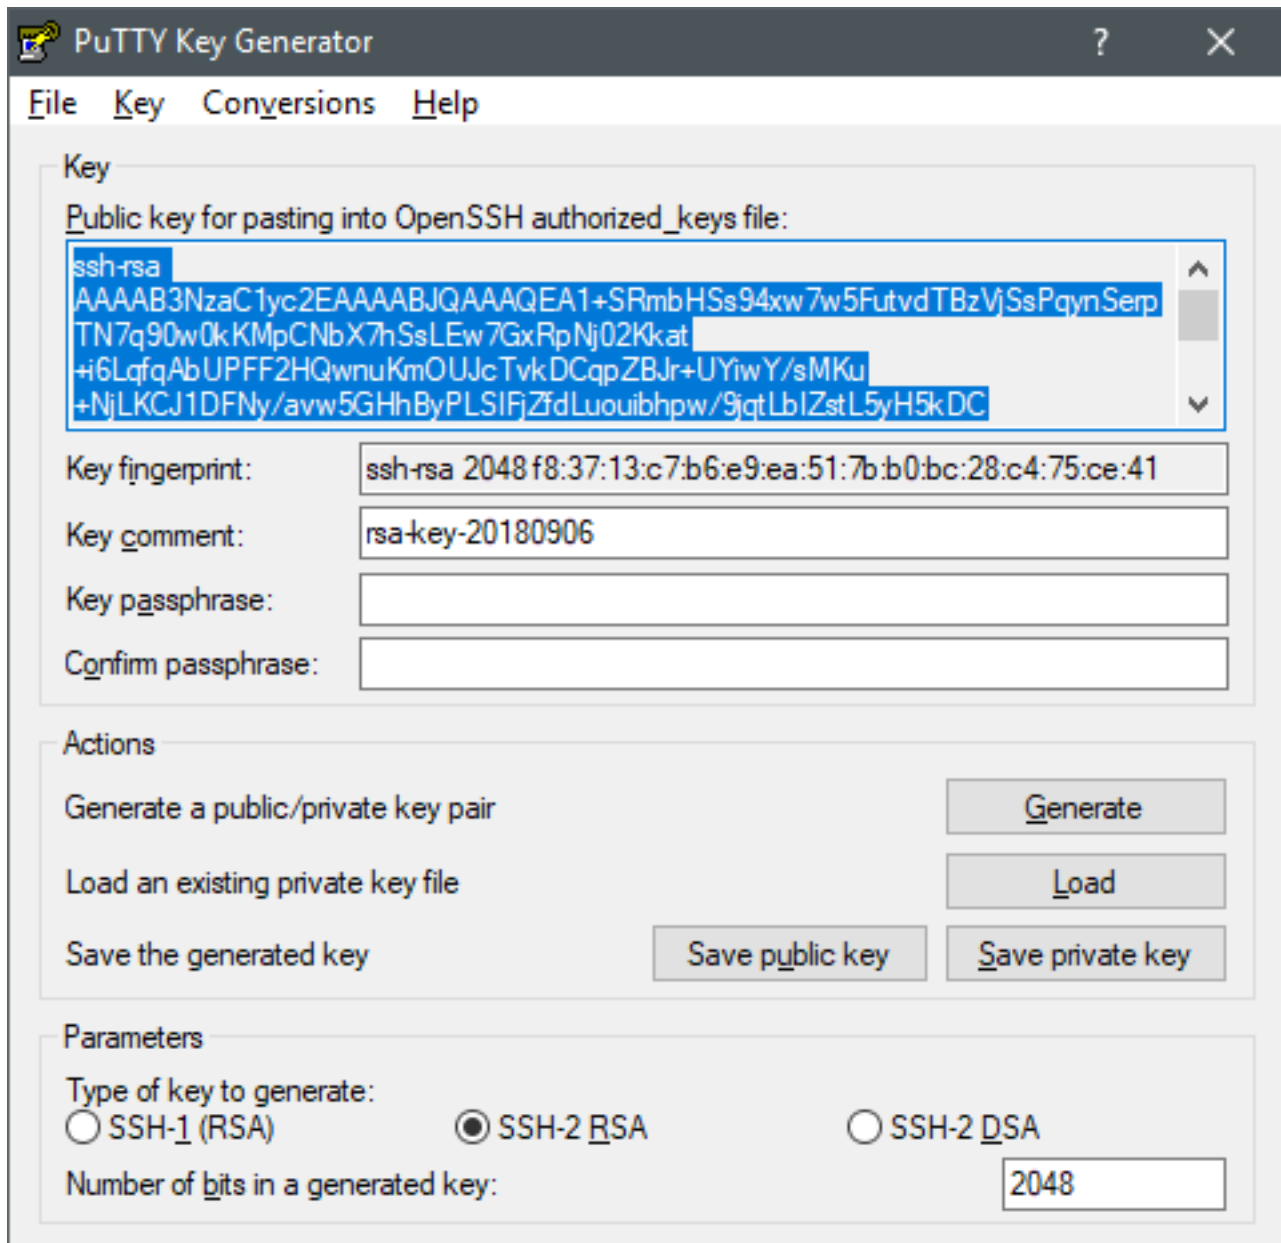 PuTTY Key Generator
File Key Conversions Help
Key
Public key for pasting into OpenSSH authorized_keys file:
ssh-rsa
AAAAB3NzaC1yc2EAAAABJQAAAQEA1+SRmbHSs94xw7w5FutvdTBzVjSsPqynSerp
TN7q90w0kKMpCNbX7hSsLEw7GxRpNj02Kkat
+i6LqfqAbUPFF2HQwnuKmOUJcTvkDCqpZBJr+UYiwY/sMKu
+NjLKCJ1DFNy/avw5GHhByPLSIFjZfdLuouibhpw/9jqtLbIZstL5yH5kDC
Key fingerprint: ssh-rsa 2048 f8:37:13:c7:b6:e9:ea:51:7b:b0:bc:28:c4:75:ce:41
Key comment: rsa-key-20180906
Key passphrase:
Confirm passphrase:
Actions
Generate a public/private key pair Generate
Load an existing private key file Load
Save the generated key Save public key Save private key
Parameters
Type of key to generate:
SSH-1 (RSA) SSH-2 RSA SSH-2 DSA
Number of bits in a generated key: 2048